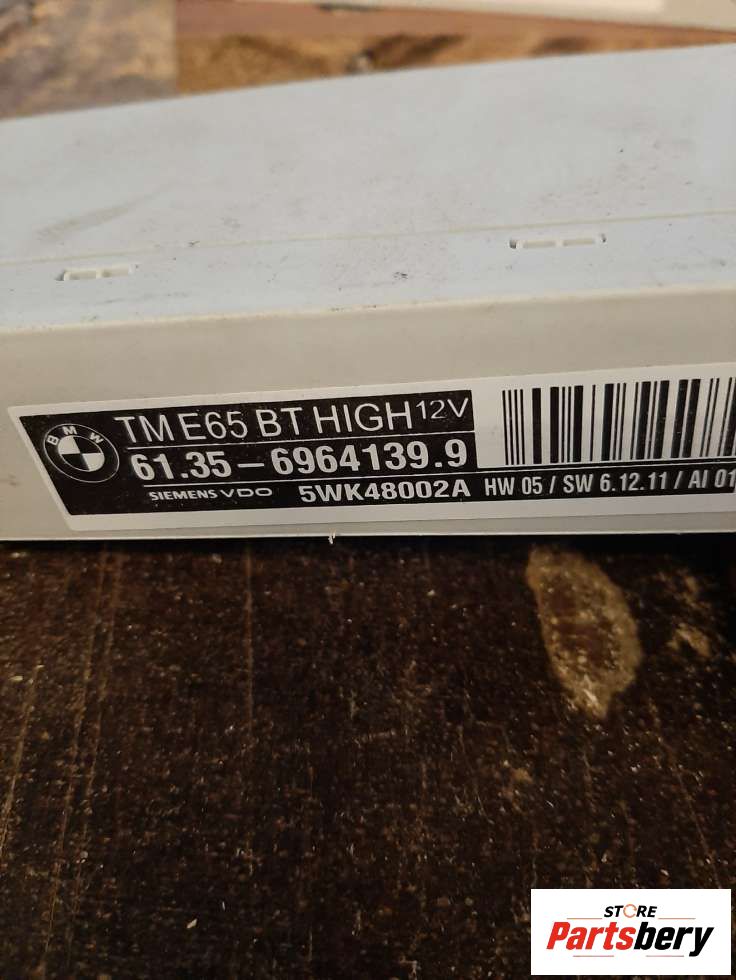 BMW
TM E65 BT HIGH 12V
61.35 – 6964139.9
SIEMENS VDO 5WK48002A HW 05 / SW 6.12.11 / AI 01
STORE
Partsbery